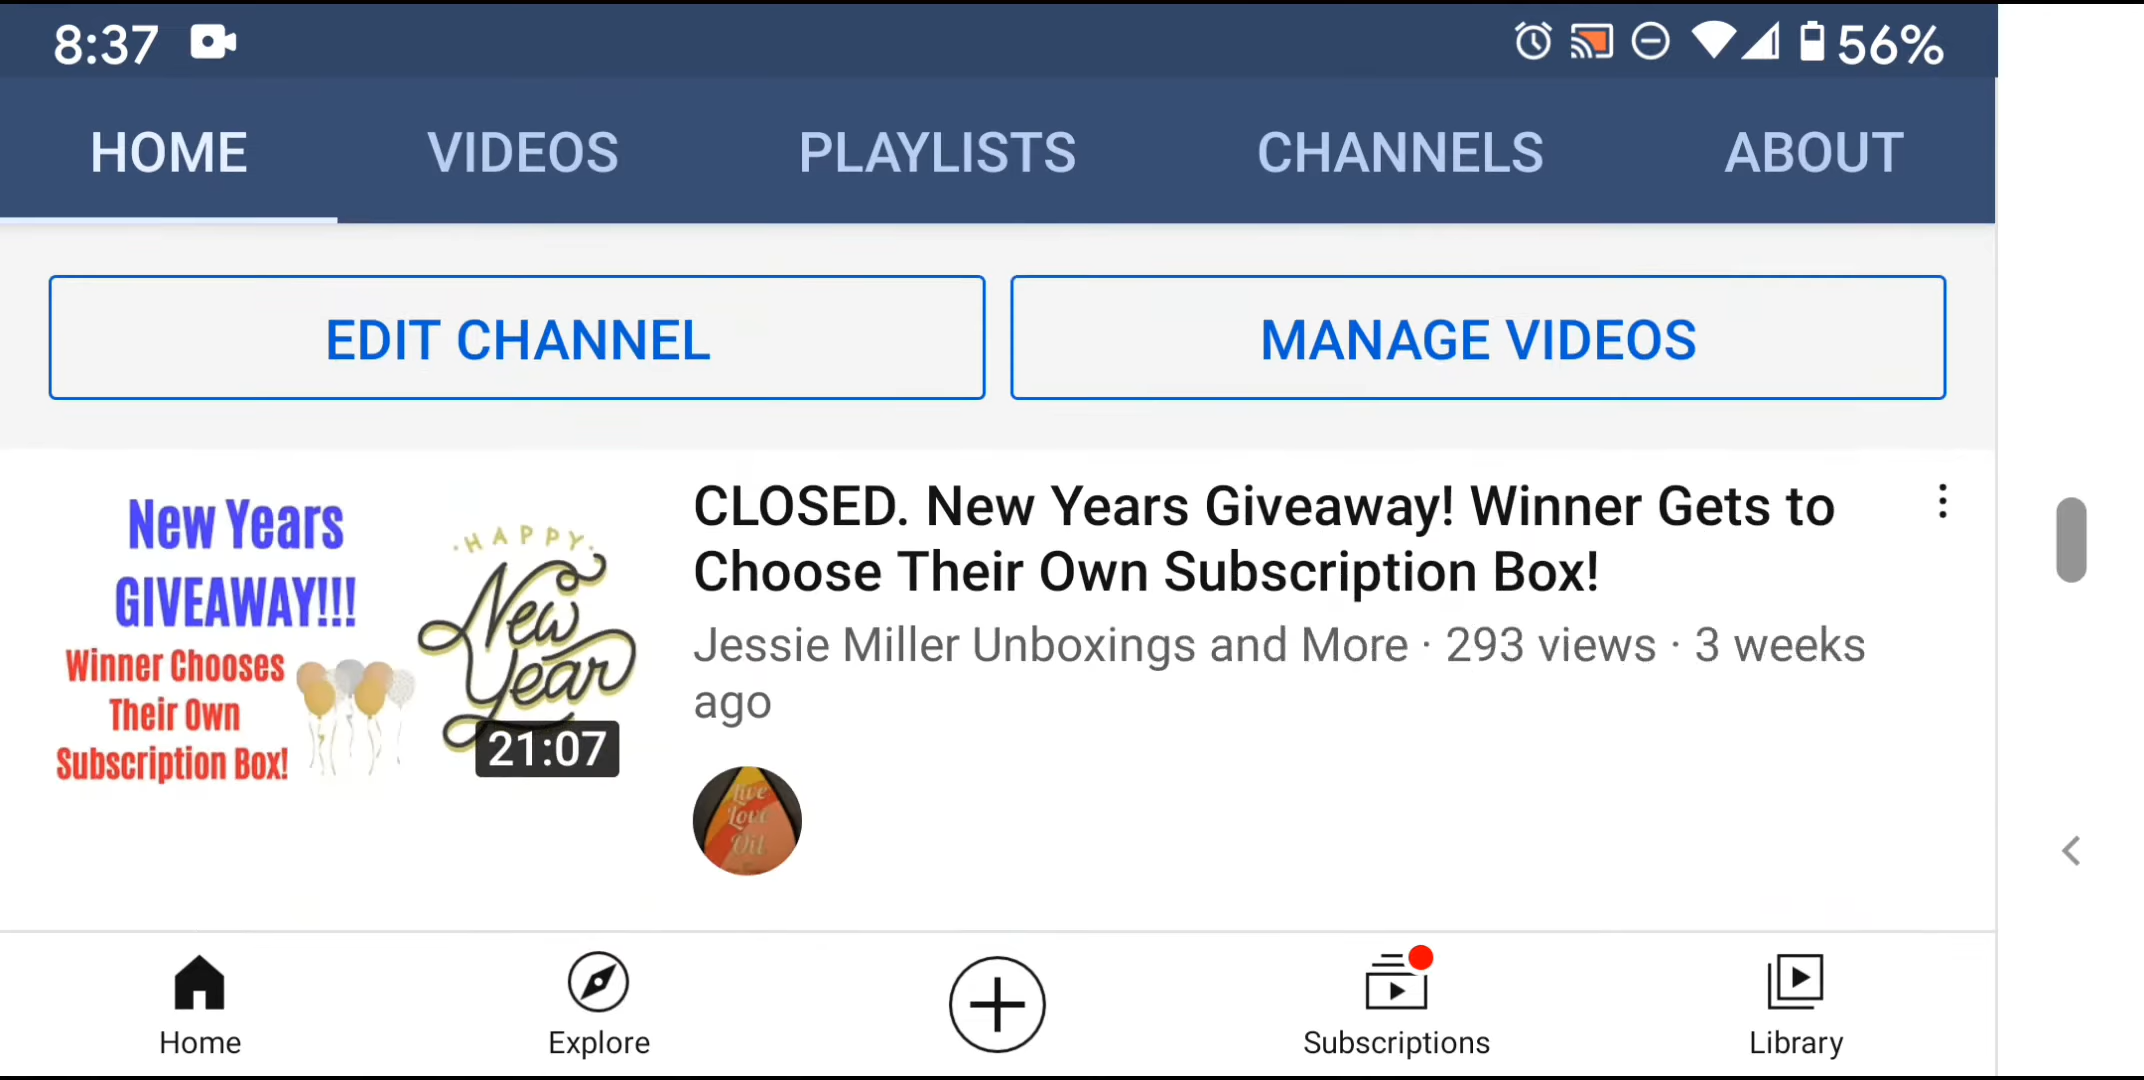 8:37
56%
HOME
VIDEOS
PLAYLISTS
CHANNELS
ABOUT
EDIT CHANNEL
MANAGE VIDEOS
New Years
GIVEAWAY!!!
Winner Chooses
Their Own
Subscription Box!
·HAPPY·
New
Year
21:07
CLOSED. New Years Giveaway! Winner Gets to
Choose Their Own Subscription Box!
Jessie Miller Unboxings and More · 293 views · 3 weeks
ago
Live
Love
Oil
Home
Explore
Subscriptions
Library